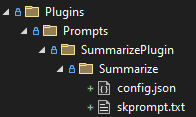 Plugins
Prompts
SummarizePlugin
Summarize
config.json
skprompt.txt